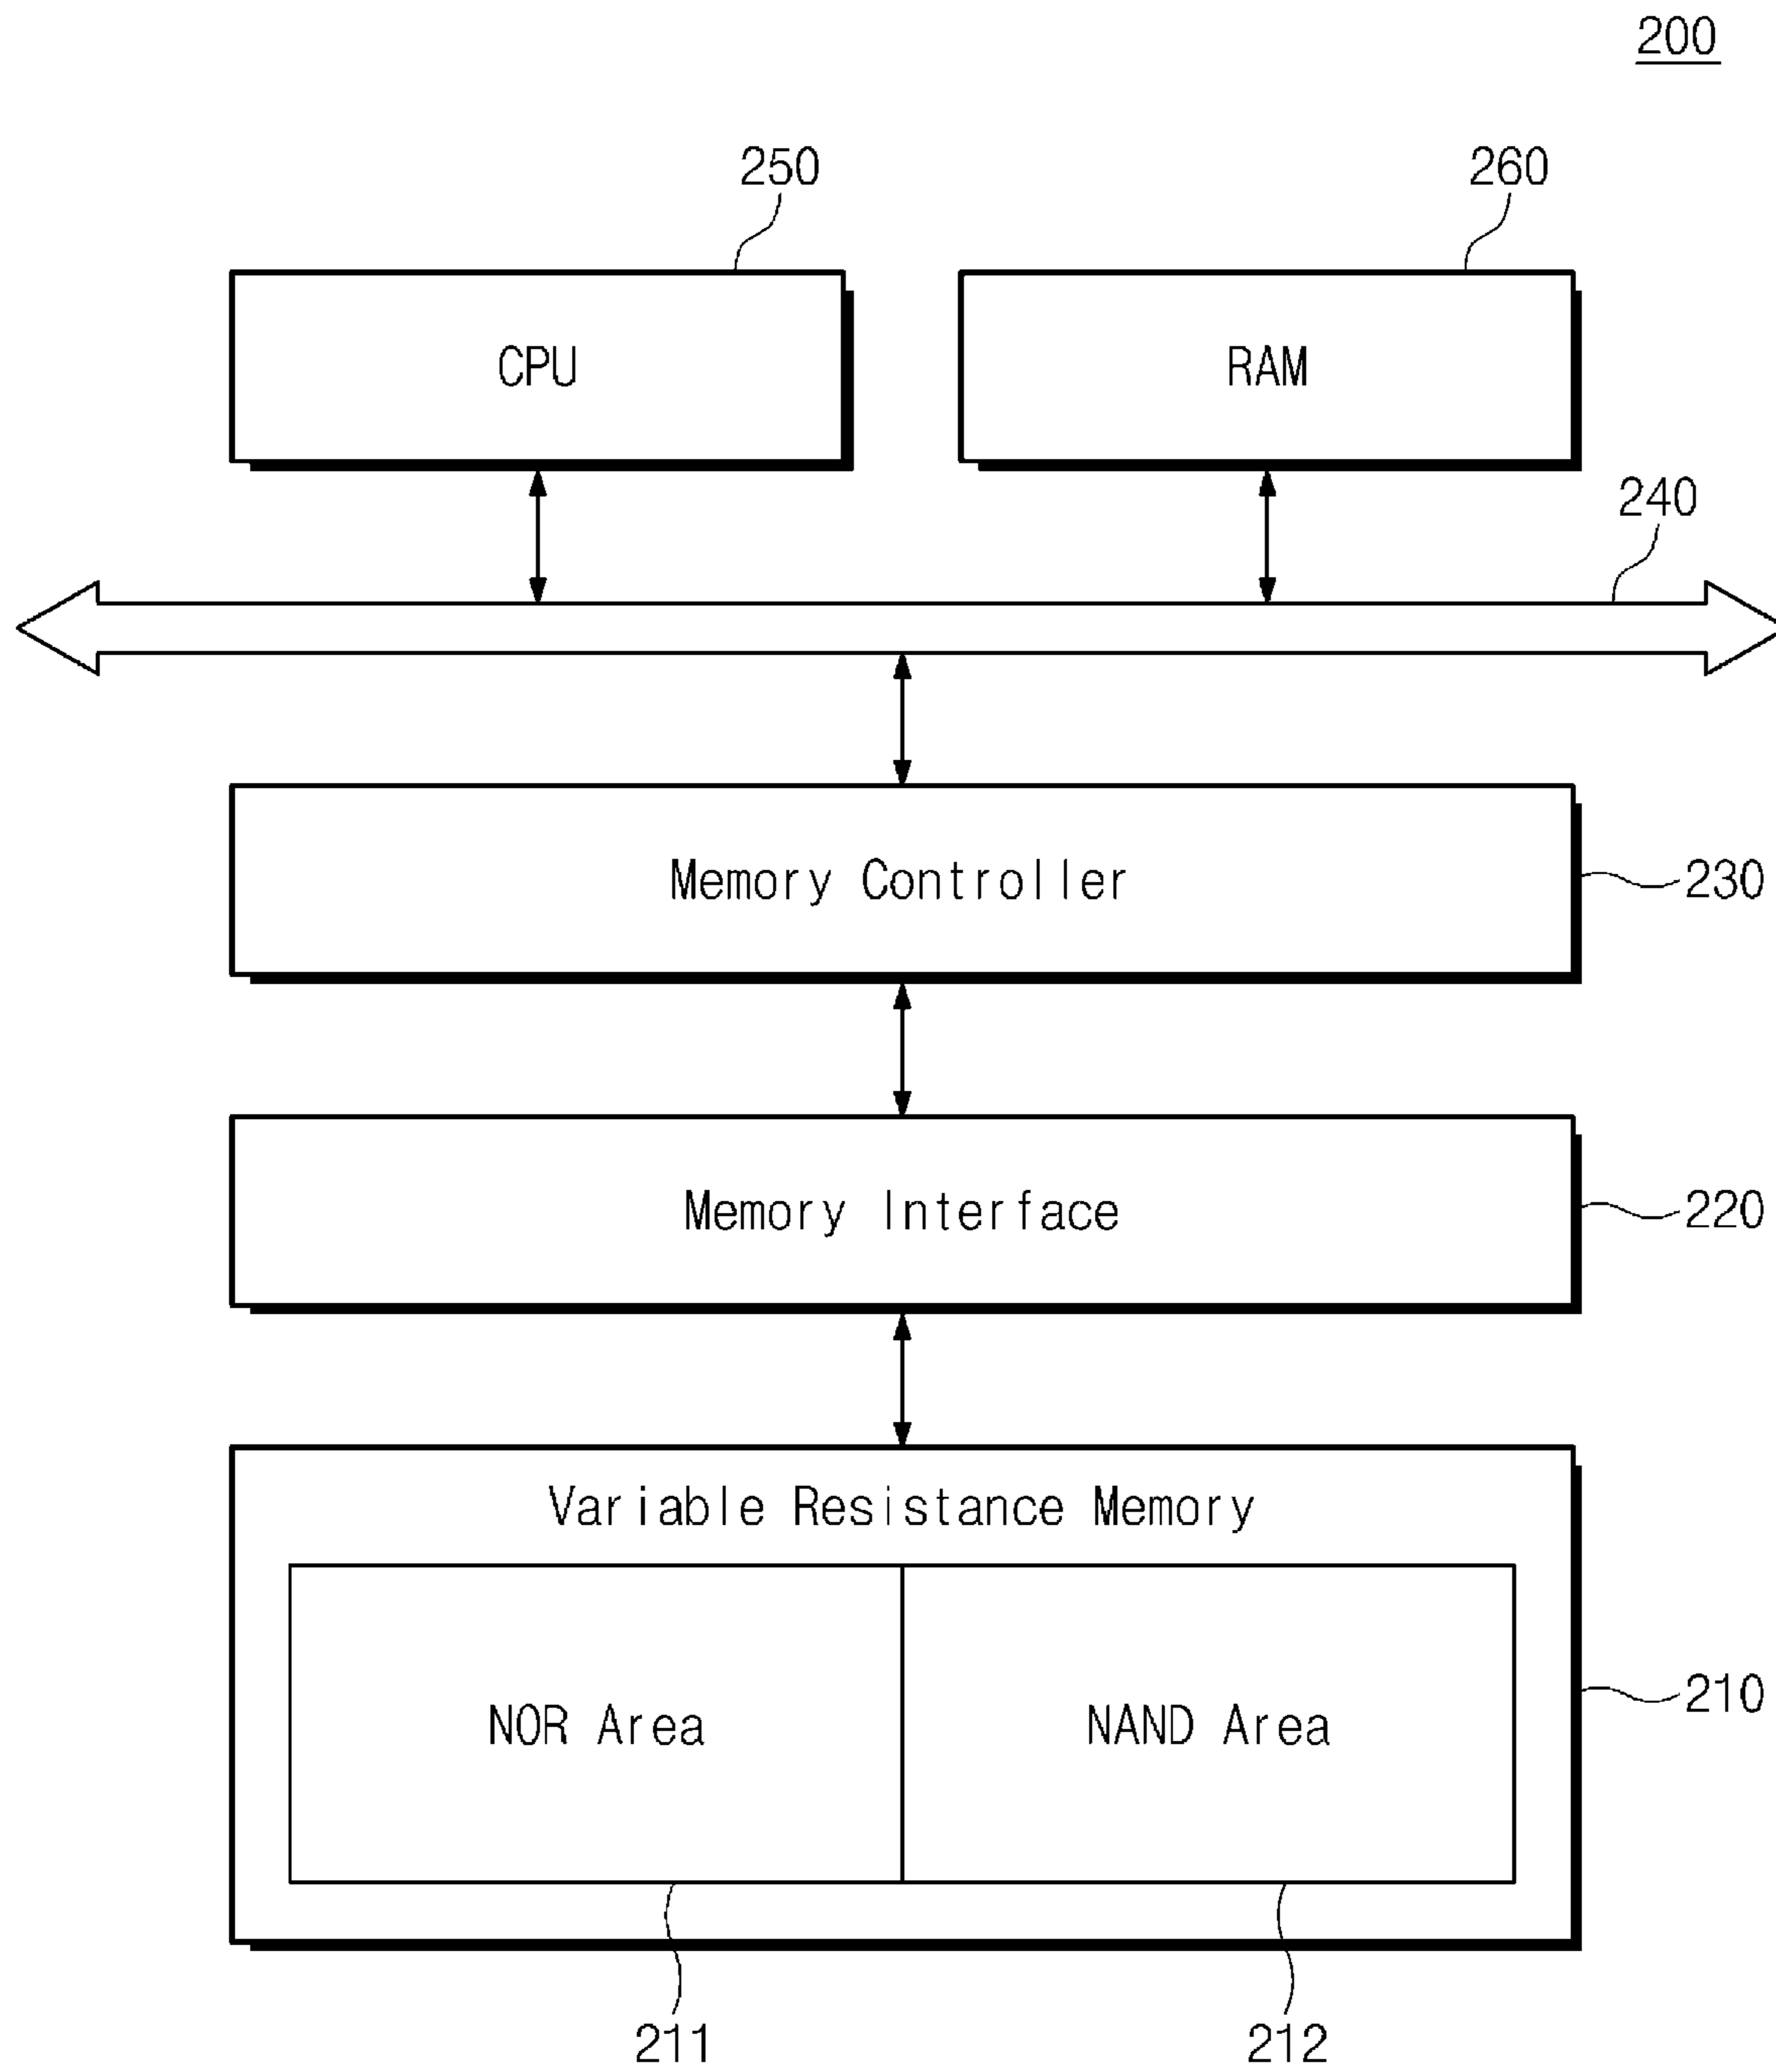 200
250
260
CPU
RAM
240
Memory Controller
230
Memory Interface
220
Variable Resistance Memory
210
NOR Area
NAND Area
211
212